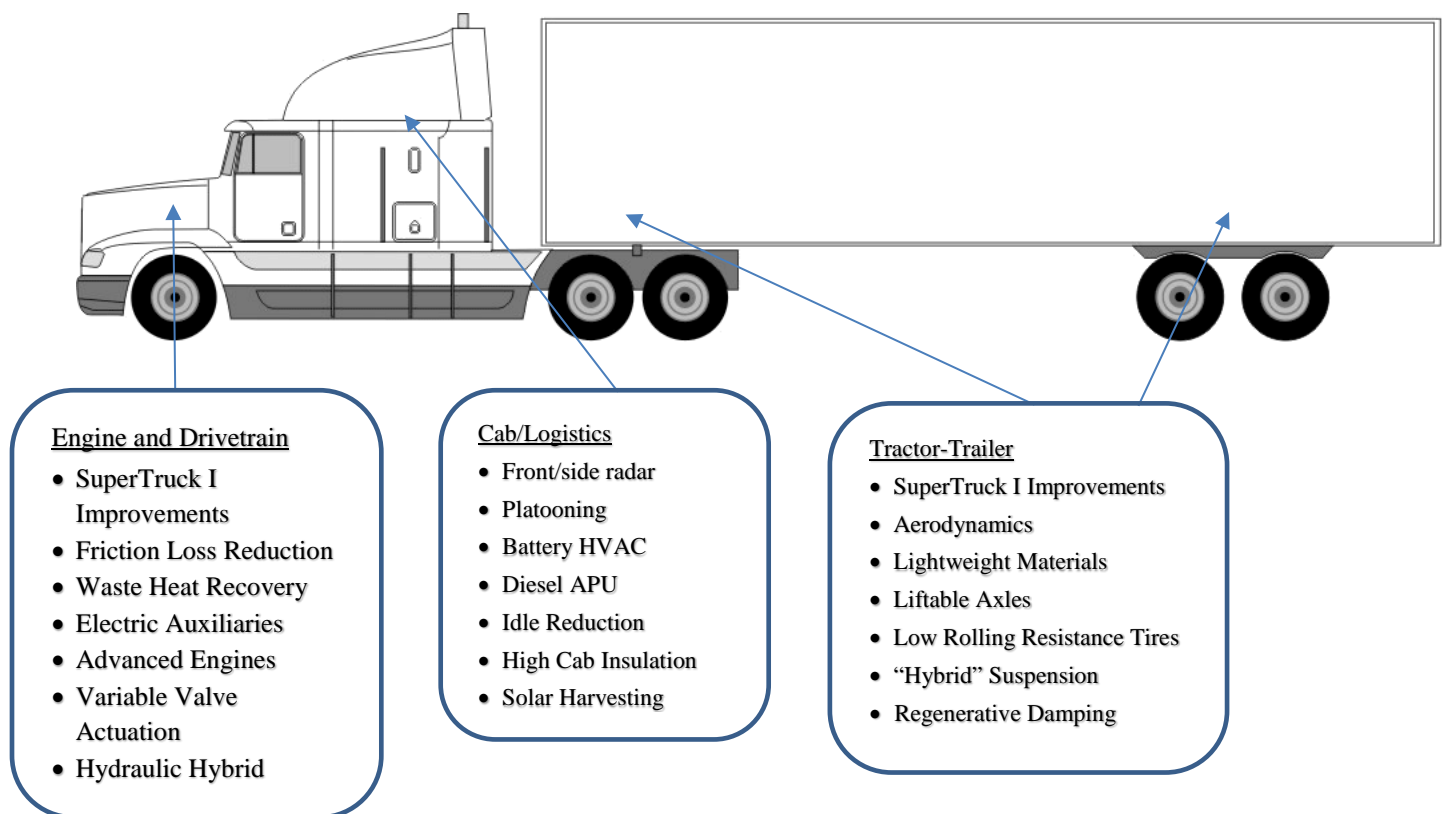 Engine and Drivetrain
• SuperTruck I
Improvements
• Friction Loss Reduction
• Waste Heat Recovery
• Electric Auxiliaries
• Advanced Engines
• Variable Valve
Actuation
• Hydraulic Hybrid
Cab/Logistics
• Front/side radar
• Platooning
• Battery HVAC
• Diesel APU
• Idle Reduction
• High Cab Insulation
• Solar Harvesting
Tractor-Trailer
• SuperTruck I Improvements
• Aerodynamics
• Lightweight Materials
• Liftable Axles
• Low Rolling Resistance Tires
• “Hybrid” Suspension
• Regenerative Damping